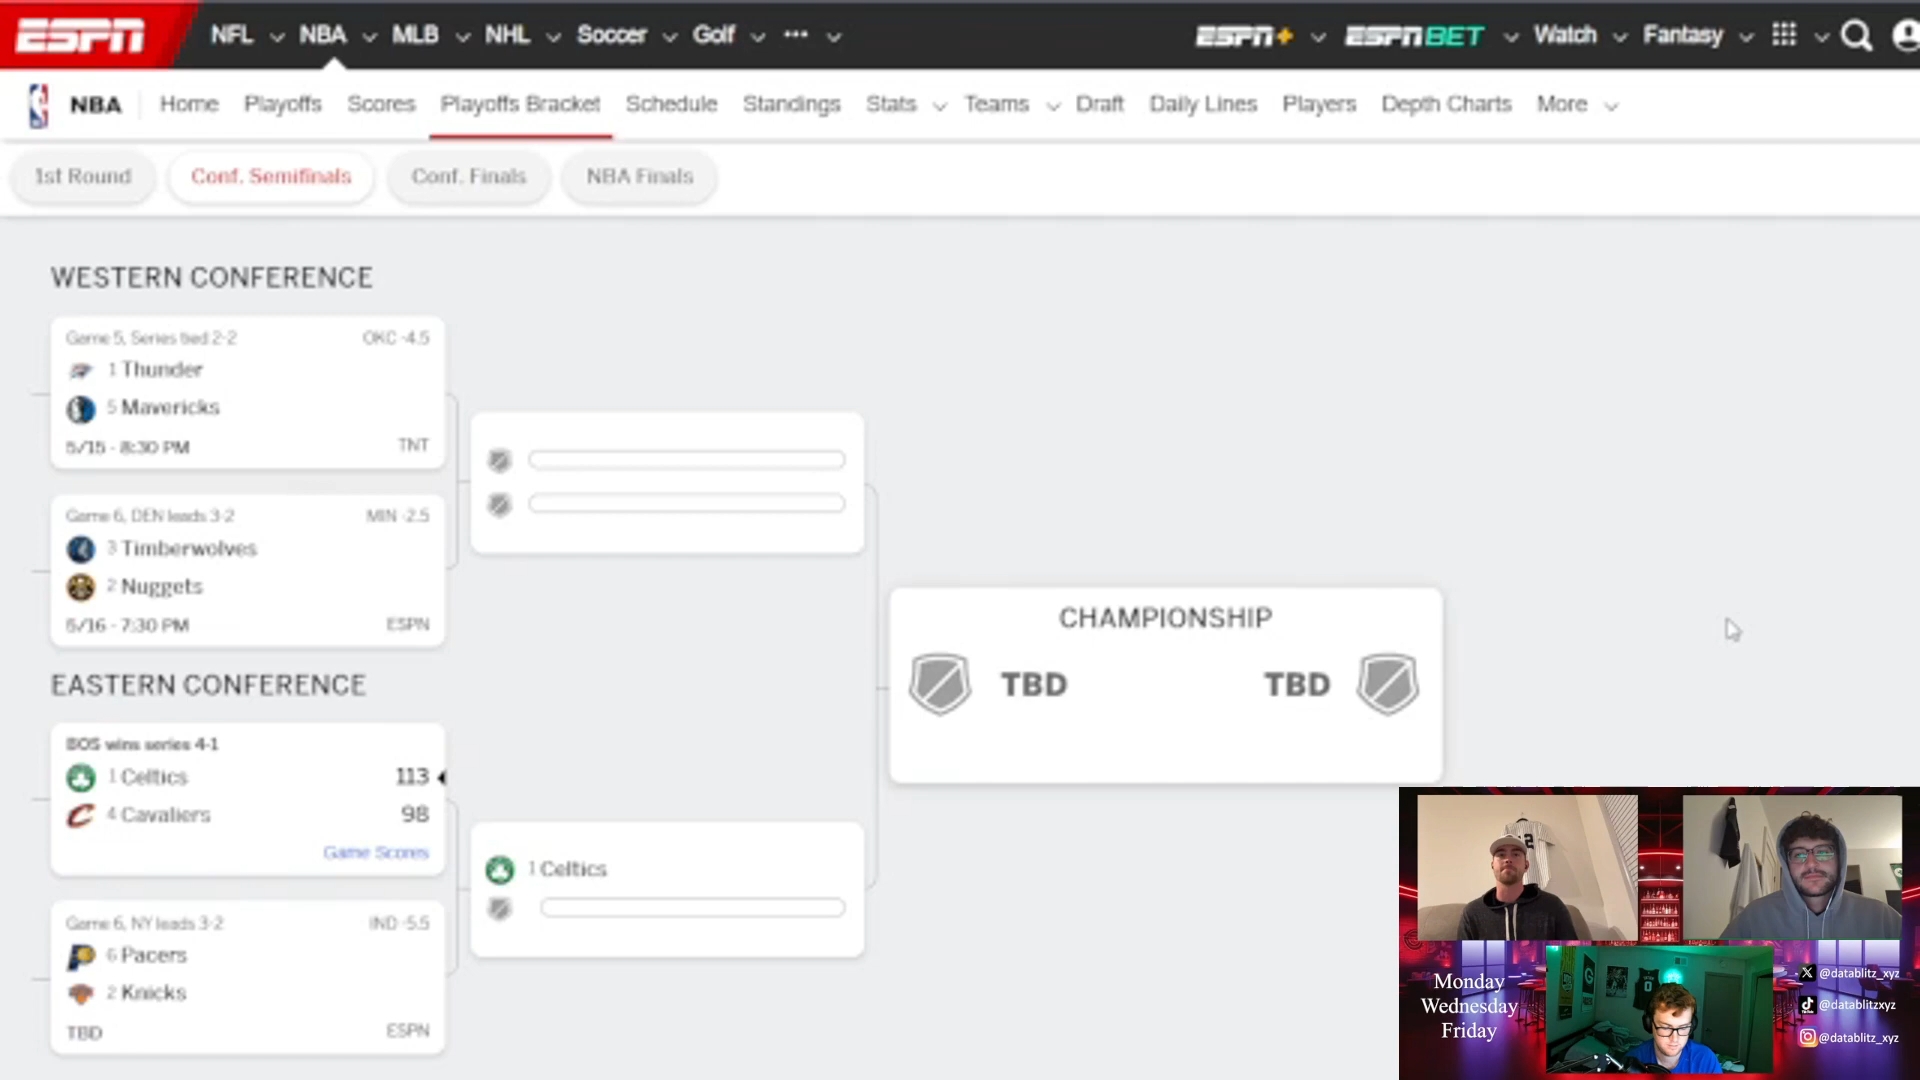 ESPN NFL NBA MLB NHL Soccer Golf ESPN+ ESPN BET Watch Fantasy
NBA Home Playoffs Scores Playoffs Bracket Schedule Standings Stats Teams Draft Daily Lines Players Depth Charts More
1st Round Conf. Semifinals Conf. Finals NBA Finals
WESTERN CONFERENCE
Game 5, Series tied 2-2 OKC -4.5
1 Thunder
5 Mavericks
5/15 - 8:30 PM TNT
Game 6, DEN leads 3-2 MIN -2.5
3 Timberwolves
2 Nuggets
5/16 - 7:30 PM ESPN
CHAMPIONSHIP
TBD TBD
EASTERN CONFERENCE
BOS wins series 4-1
1 Celtics 113
4 Cavaliers 98
Game Scores
1 Celtics
Game 6, NY leads 3-2 IND -5.5
6 Pacers
2 Knicks
TBD ESPN
Monday
Wednesday
Friday
@datablitz_xyz
@datablitzxyz
@datablitz_xyz